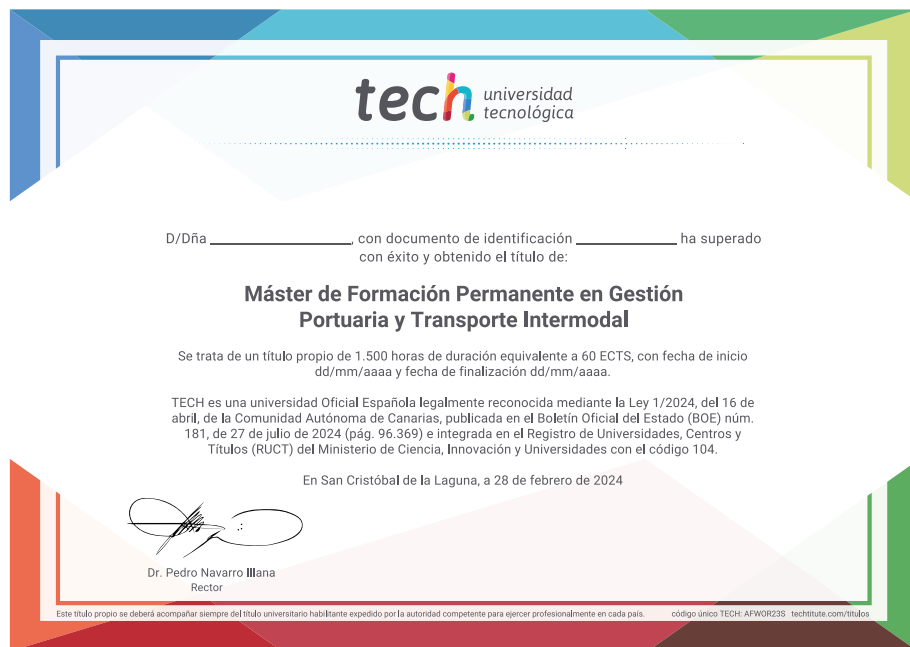 tech universidad
tecnológica
D/Dña ________________, con documento de identificación ___________ ha superado
con éxito y obtenido el título de:
Máster de Formación Permanente en Gestión
Portuaria y Transporte Intermodal
Se trata de un título propio de 1.500 horas de duración equivalente a 60 ECTS, con fecha de inicio
dd/mm/aaaa y fecha de finalización dd/mm/aaaa.
TECH es una universidad Oficial Española legalmente reconocida mediante la Ley 1/2024, del 16 de
abril, de la Comunidad Autónoma de Canarias, publicada en el Boletín Oficial del Estado (BOE) núm.
181, de 27 de julio de 2024 (pág. 96.369) e integrada en el Registro de Universidades, Centros y
Títulos (RUCT) del Ministerio de Ciencia, Innovación y Universidades con el código 104.
En San Cristóbal de la Laguna, a 28 de febrero de 2024
Dr. Pedro Navarro Illana
Rector
Este título propio se deberá acompañar siempre del título universitario habilitante expedido por la autoridad competente para ejercer profesionalmente en cada país. código único TECH: AFWOR23S techtitute.com/titulos